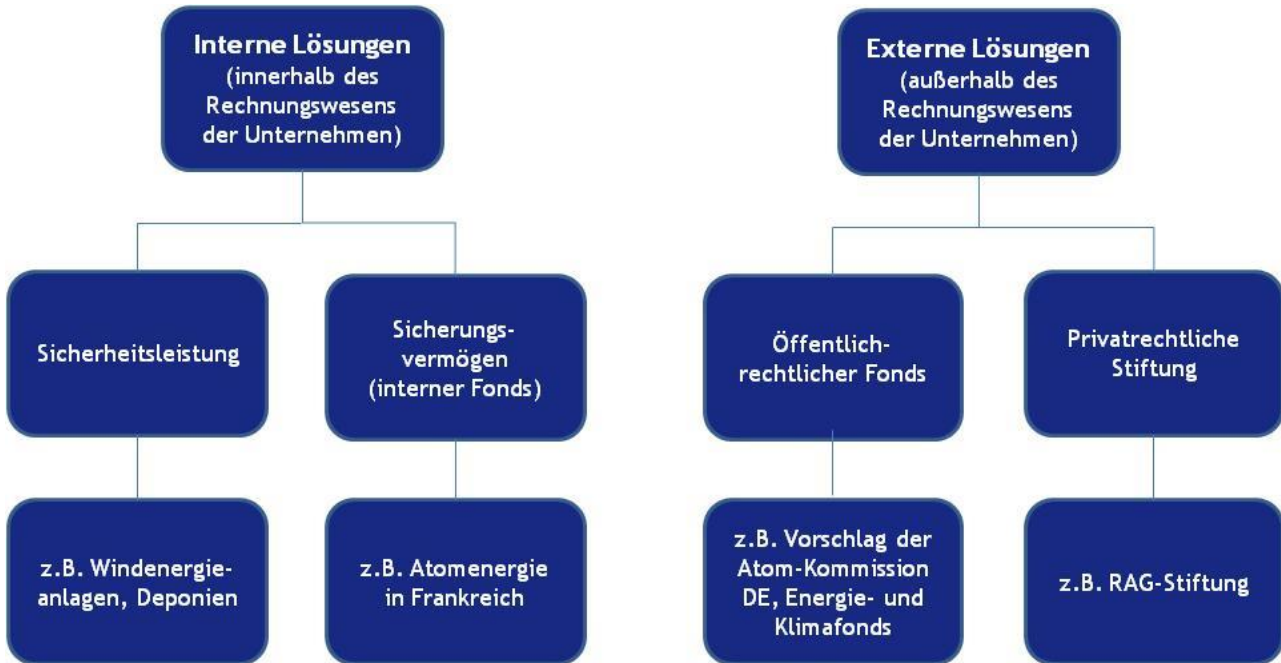 Interne Lösungen
(innerhalb des
Rechnungswesens
der Unternehmen)
Externe Lösungen
(außerhalb des
Rechnungswesens
der Unternehmen)
Sicherheitsleistung
Sicherungs-
vermögen
(interner Fonds)
Öffentlich-
rechtlicher Fonds
Privatrechtliche
Stiftung
z.B. Windenergie-
anlagen, Deponien
z.B. Atomenergie
in Frankreich
z.B. Vorschlag der
Atom-Kommission
DE, Energie- und
Klimafonds
z.B. RAG-Stiftung